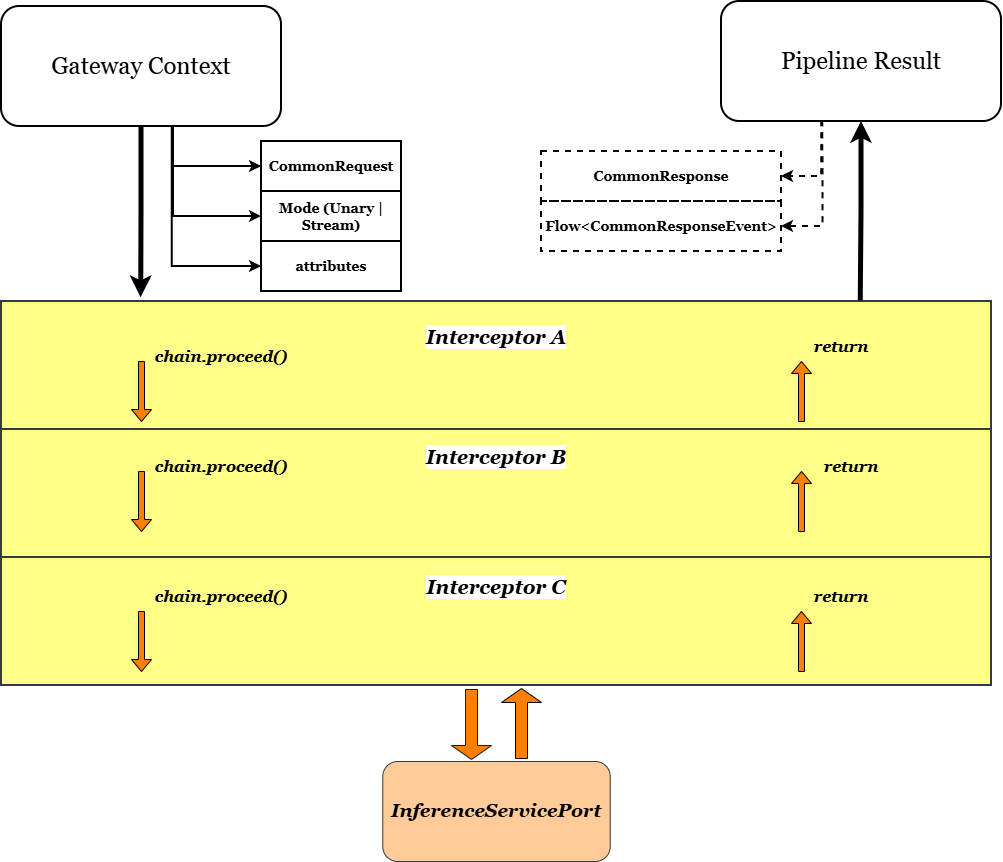 Gateway Context
Pipeline Result
CommonRequest
Mode (Unary |
Stream)
attributes
CommonResponse
Flow<CommonResponseEvent>
Interceptor A
chain.proceed()
return
Interceptor B
chain.proceed()
return
Interceptor C
chain.proceed()
return
InferenceServicePort